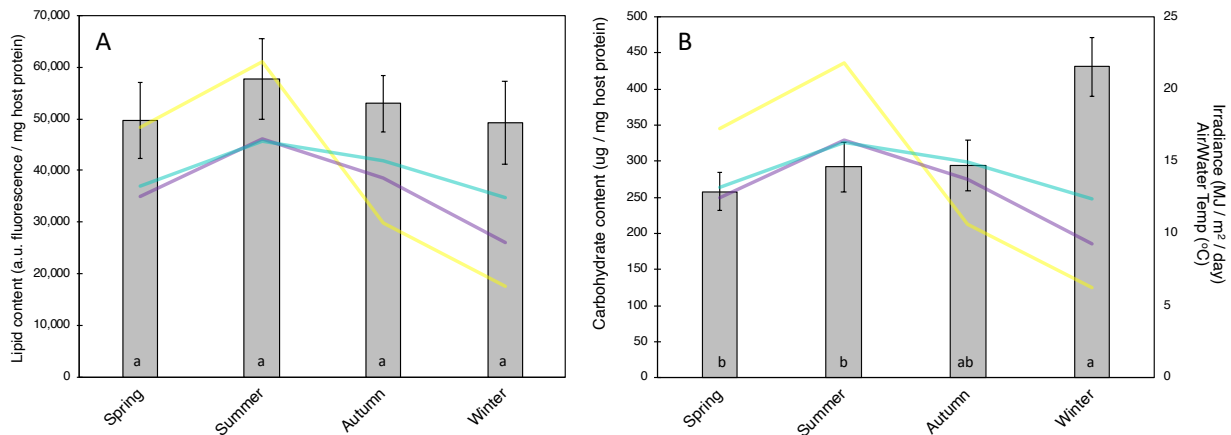 A
Lipid content (a.u. fluorescence / mg host protein)
70,000
60,000
50,000
40,000
30,000
20,000
10,000
0
a
a
a
a
Spring
Summer
Autumn
Winter
B
Carbohydrate content (ug / mg host protein)
500
450
400
350
300
250
200
150
100
50
0
b
b
ab
a
Spring
Summer
Autumn
Winter
25
20
15
10
5
0
Irradiance (MJ / m² / day)
Air/Water Temp (°C)